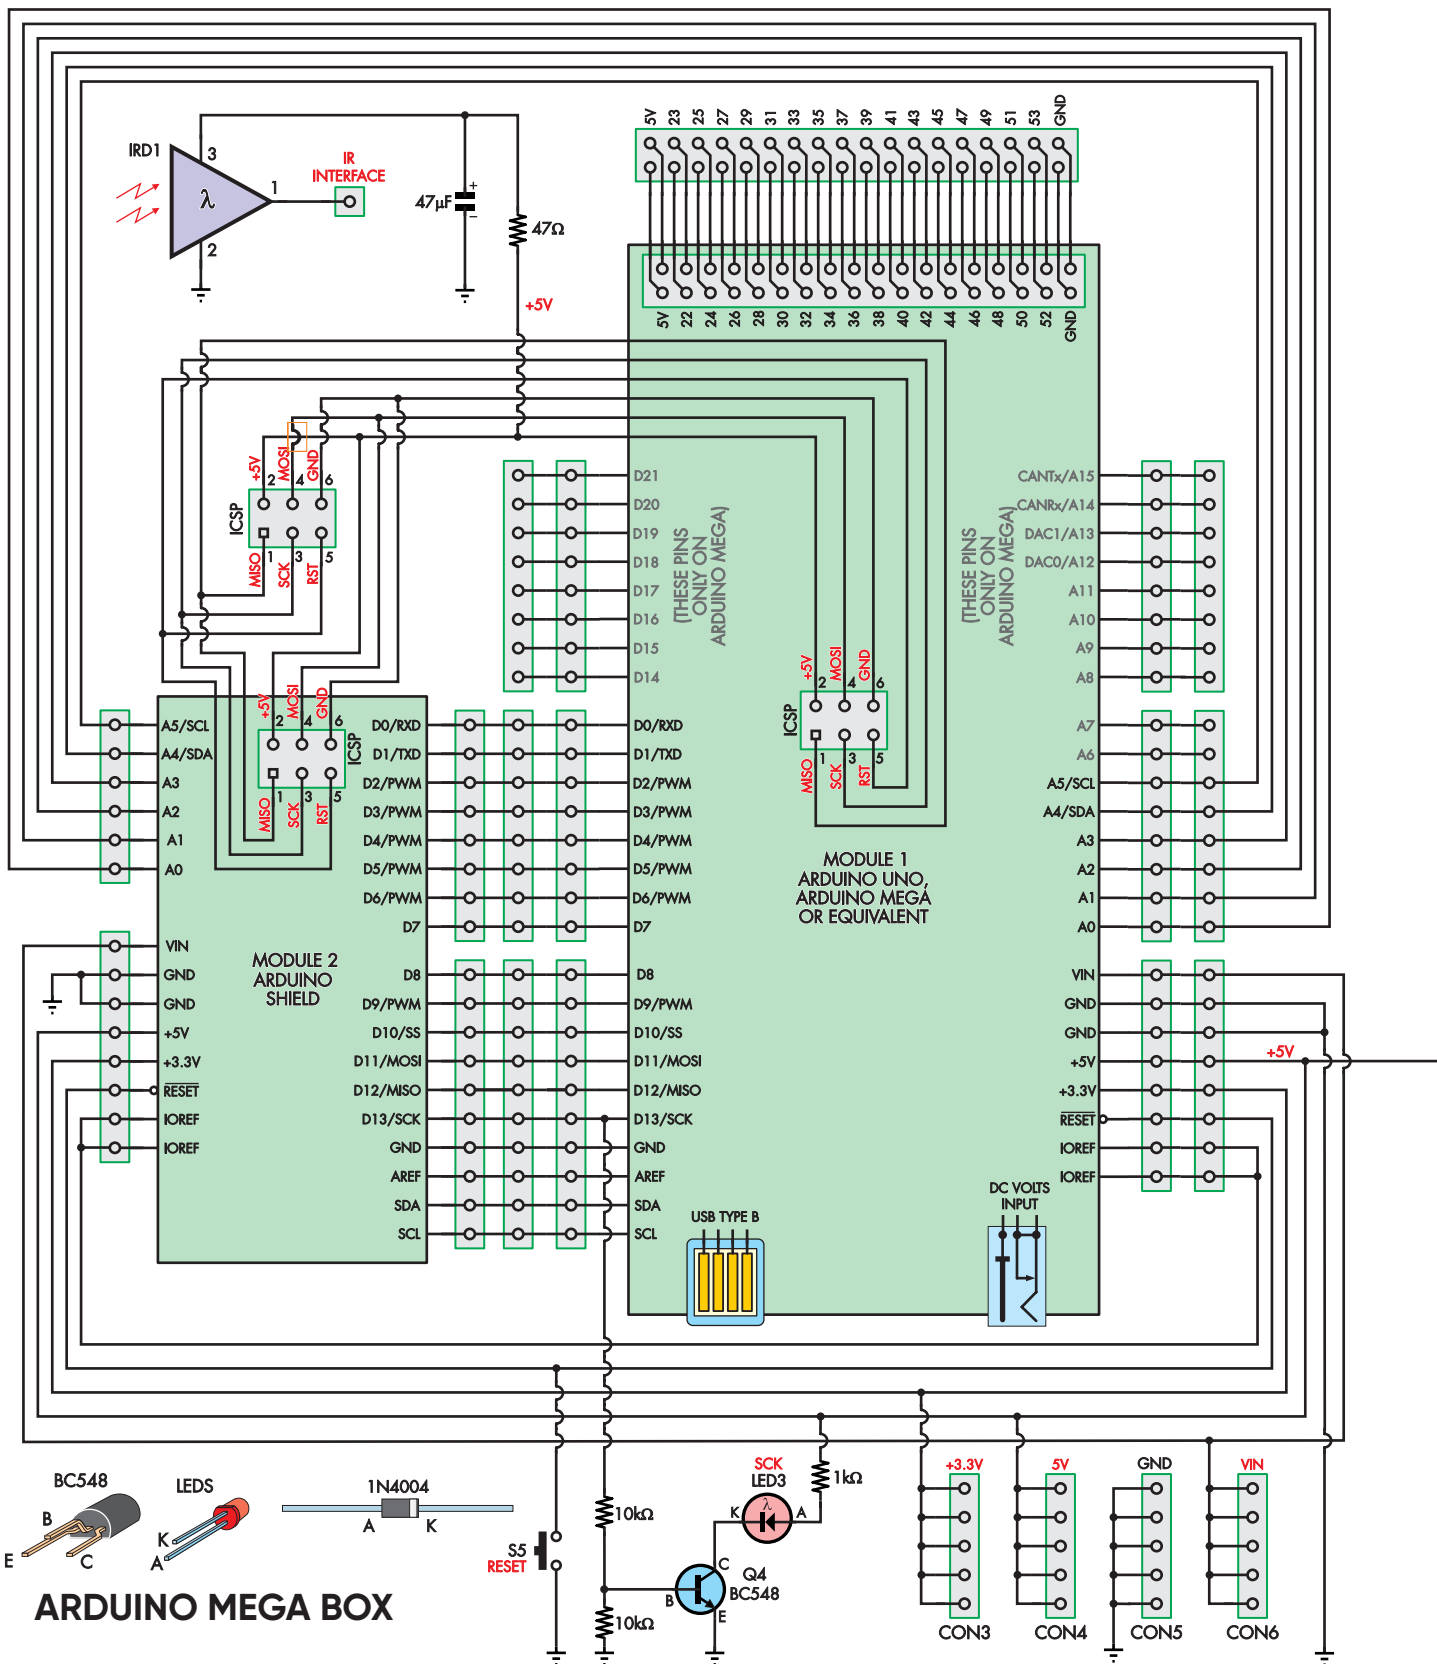 5V 23 25 27 29 31 33 35 37 39 41 43 45 47 49 51 53 GND
IRD1
3
IR
INTERFACE
1
λ
2
47µF
+
–
47Ω
+5V
5V 22 24 26 28 30 32 34 36 38 40 42 44 46 48 50 52 GND
+5V MOSI GND
2 4 6
ICSP
1 3 5
MISO SCK RST
D21
D20
D19
D18
D17
D16
D15
D14
(THESE PINS
ONLY ON
ARDUINO MEGA)
(THESE PINS
ONLY ON
ARDUINO MEGA)
CANTx/A15
CANRx/A14
DAC1/A13
DAC0/A12
A11
A10
A9
A8
+5V MOSI GND
2 4 6
ICSP
1 3 5
MISO SCK RST
A5/SCL
A4/SDA
A3
A2
A1
A0
+5V MOSI GND
2 4 6
ICSP
1 3 5
MISO SCK RST
D0/RXD
D1/TXD
D2/PWM
D3/PWM
D4/PWM
D5/PWM
D6/PWM
D7
D0/RXD
D1/TXD
D2/PWM
D3/PWM
D4/PWM
D5/PWM
D6/PWM
D7
A7
A6
A5/SCL
A4/SDA
A3
A2
A1
A0
MODULE 1
ARDUINO UNO,
ARDUINO MEGA
OR EQUIVALENT
VIN
GND
GND
+5V
+3.3V
RESET
IOREF
IOREF
MODULE 2
ARDUINO
SHIELD
D8
D9/PWM
D10/SS
D11/MOSI
D12/MISO
D13/SCK
GND
AREF
SDA
SCL
D8
D9/PWM
D10/SS
D11/MOSI
D12/MISO
D13/SCK
GND
AREF
SDA
SCL
VIN
GND
GND
+5V
+3.3V
RESET
IOREF
IOREF
+5V
USB TYPE B
DC VOLTS
INPUT
BC548
B
E
C
LEDS
K
A
1N4004
A K
S5
RESET
10kΩ
10kΩ
SCK
LED3
λ
K A
1kΩ
C
B
E
Q4
BC548
+3.3V
CON3
5V
CON4
GND
CON5
VIN
CON6
ARDUINO MEGA BOX